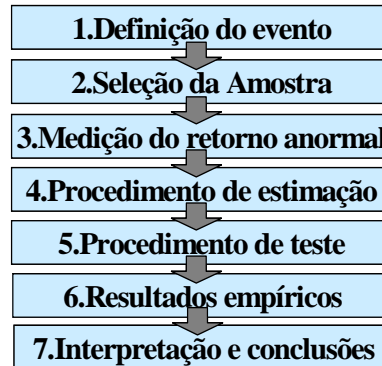 1.Definição do evento
2.Seleção da Amostra
3.Medição do retorno anormal
4.Procedimento de estimação
5.Procedimento de teste
6.Resultados empíricos
7.Interpretação e conclusões